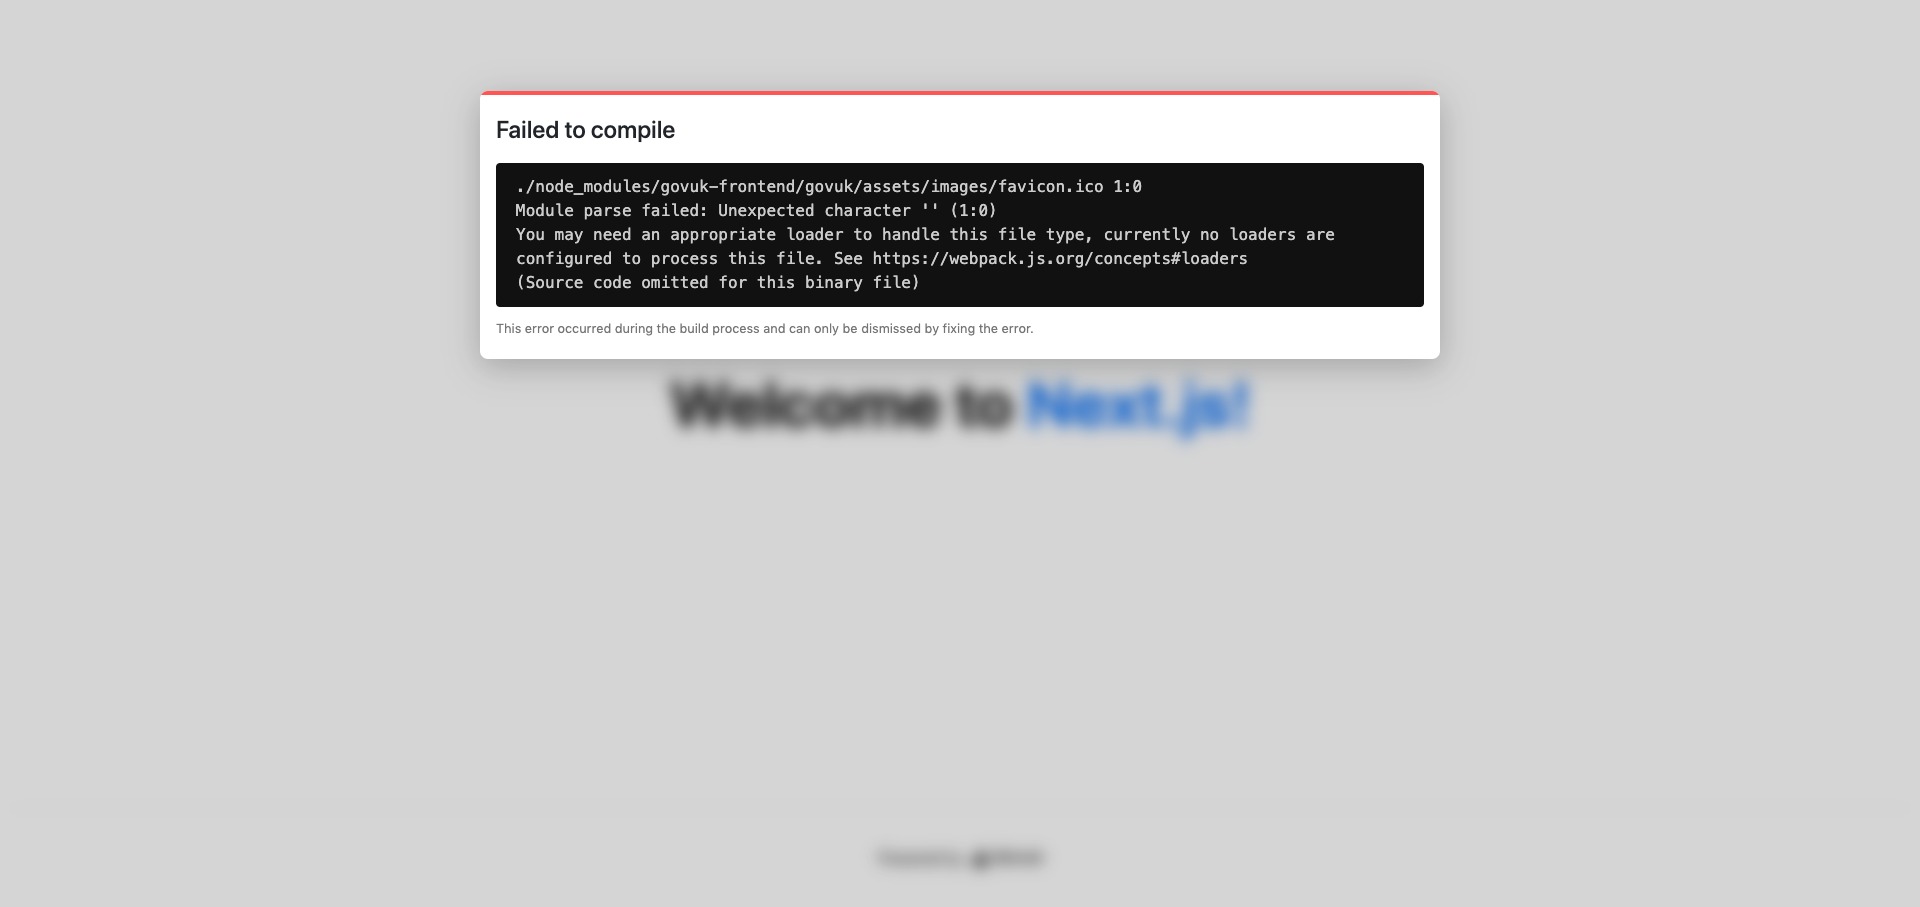 Failed to compile
./node_modules/govuk-frontend/govuk/assets/images/favicon.ico 1:0
Module parse failed: Unexpected character '' (1:0)
You may need an appropriate loader to handle this file type, currently no loaders are
configured to process this file. See https://webpack.js.org/concepts#loaders
(Source code omitted for this binary file)
This error occurred during the build process and can only be dismissed by fixing the error.
Welcome to Next.js!